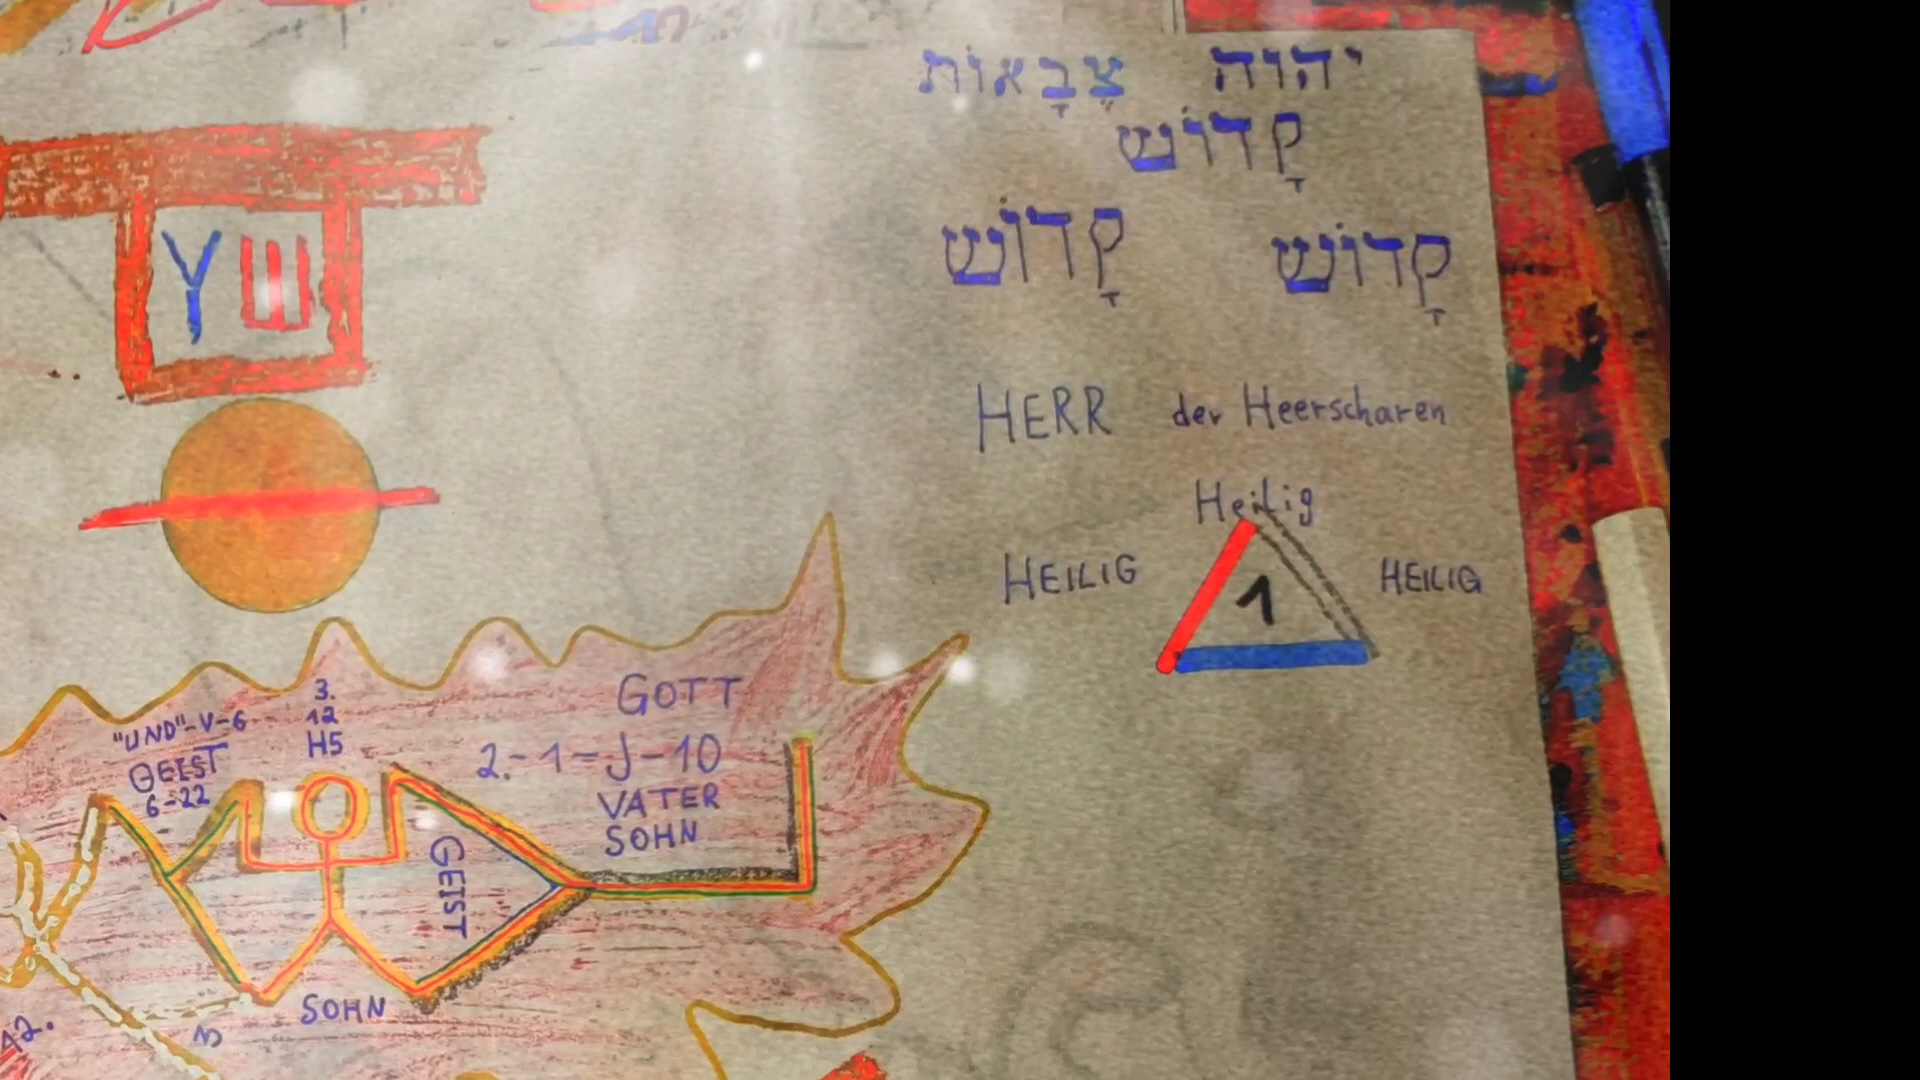 יהוה צְבָאוֹת
קָדוֹשׁ
קָדוֹשׁ קָדוֹשׁ
Y Ш
HERR der Heerscharen
Heilig
HEILIG HEILIG
1
GOTT
2.-1=J-10
VATER
SOHN
3.
12
H5
"UND"-V-6
GEIST
6-22
GEIST
SOHN